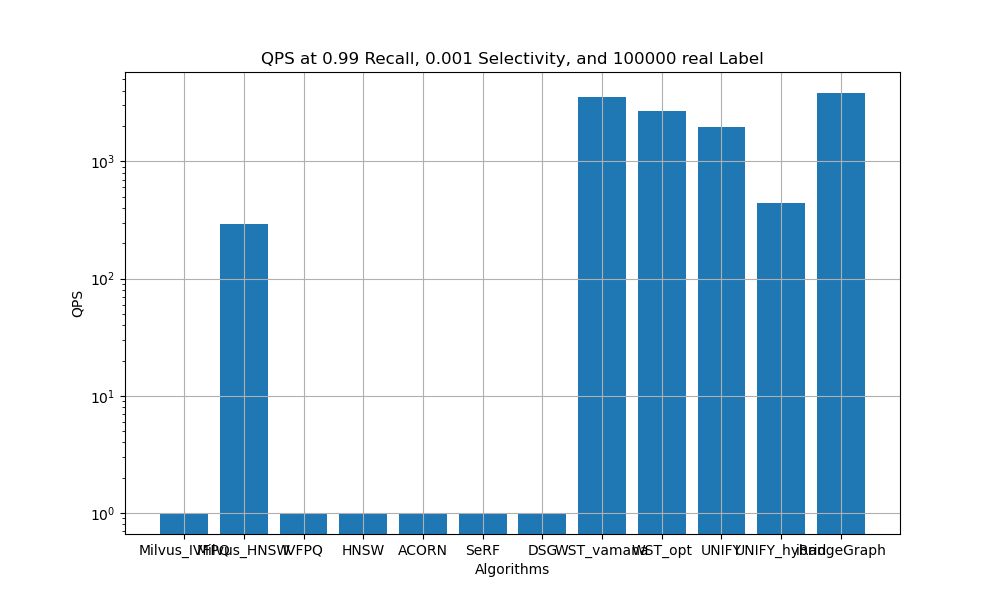 QPS at 0.99 Recall, 0.001 Selectivity, and 100000 real Label
QPS
10³
10²
10¹
10⁰
Milvus_IVFPQ Milvus_HNSW IVFPQ HNSW ACORN SeRF DSG WST_vamana WST_opt UNIFY UNIFY_hybrid iRangeGraph
Algorithms